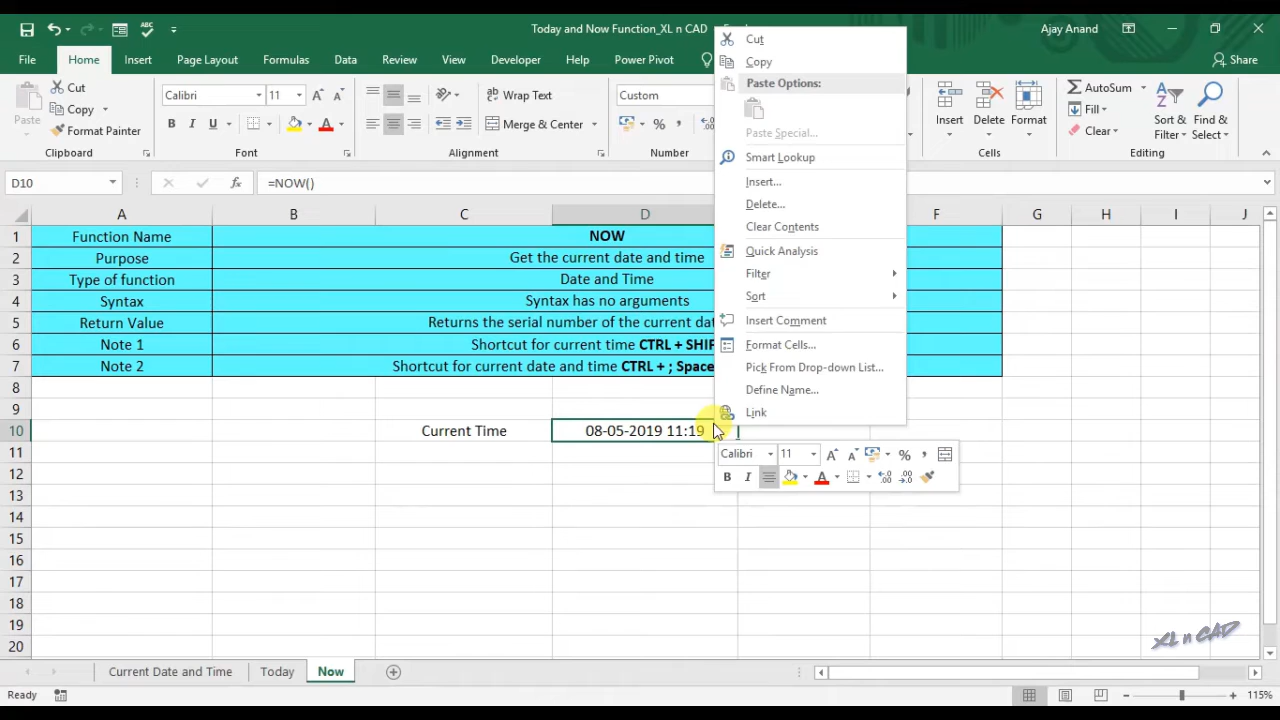 Today and Now Function_XL n CAD
Ajay Anand
File
Home
Insert
Page Layout
Formulas
Data
Review
View
Developer
Help
Power Pivot
Share
Paste
Cut
Copy
Format Painter
Clipboard
Calibri
11
B I U
Font
ab Wrap Text
Merge & Center
Alignment
Custom
%
Number
Insert
Delete
Format
Cells
AutoSum
Fill
Clear
Sort & Filter
Find & Select
Editing
D10
fx
=NOW()
A B C D F G H I J
1 Function Name NOW
2 Purpose Get the current date and time
3 Type of function Date and Time
4 Syntax Syntax has no arguments
5 Return Value Returns the serial number of the current
6 Note 1 Shortcut for current time CTRL +
7 Note 2 Shortcut for current date and time CTRL + ; Space
8
9
10 Current Time 08-05-2019 11:19
11
12
13
14
15
16
17
18
19
20
Cut
Copy
Paste Options:
Paste Special...
Smart Lookup
Insert...
Delete...
Clear Contents
Quick Analysis
Filter
Sort
Insert Comment
Format Cells...
Pick From Drop-down List...
Define Name...
Link
Calibri 11 A A % ,
B I A
XL n CAD
Current Date and Time
Today
Now
Ready
115%